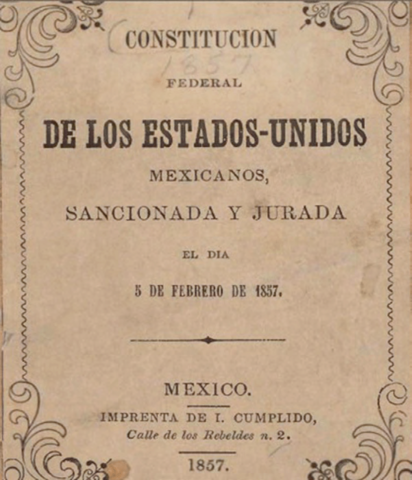 CONSTITUCION
1857
FEDERAL
DE LOS ESTADOS-UNIDOS
MEXICANOS,
SANCIONADA Y JURADA
EL DIA
5 DE FEBRERO DE 1857.
MEXICO.
IMPRENTA DE I. CUMPLIDO,
Calle de los Rebeldes n. 2.
1857.